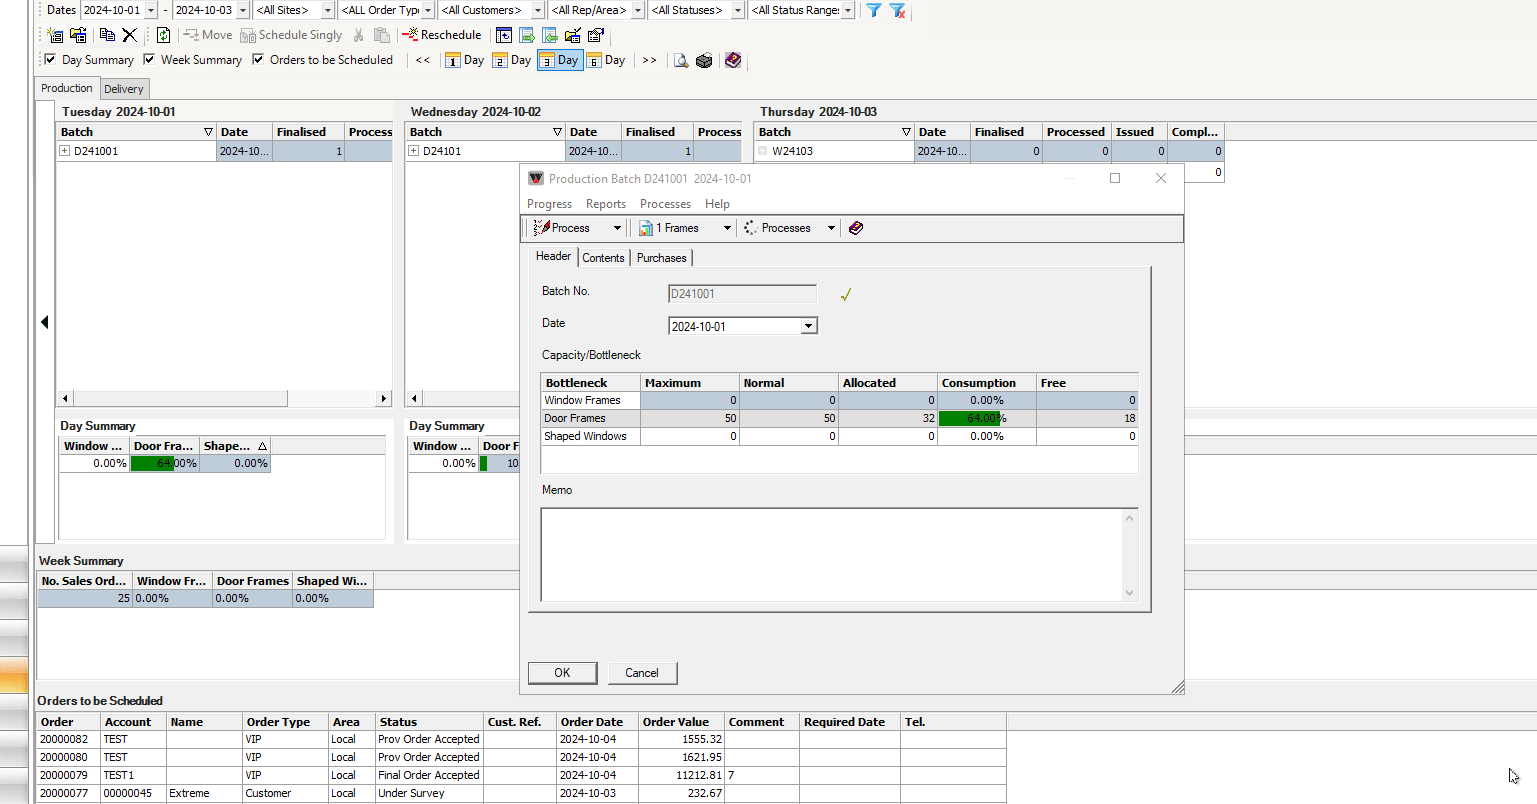 Dates 2024-10-01 - 2024-10-03 <All Sites> <ALL Order Typ <All Customers> <All Rep/Area> <All Statuses> <All Status Range
Move Schedule Singly Reschedule
Day Summary Week Summary Orders to be Scheduled << 1 Day 2 Day 3 Day 6 Day >>
Production Delivery
Tuesday 2024-10-01 Wednesday 2024-10-02 Thursday 2024-10-03
Batch Date Finalised Process Batch Date Finalised Process Batch Date Finalised Processed Issued Compl...
D241001 2024-10... 1 D24101 2024-10... 1 W24103 2024-10... 0 0 0 0
0
Production Batch D241001 2024-10-01
Progress Reports Processes Help
Process 1 Frames Processes
Header Contents Purchases
Batch No. D241001
Date 2024-10-01
Capacity/Bottleneck
Bottleneck Maximum Normal Allocated Consumption Free
Window Frames 0 0 0 0.00% 0
Door Frames 50 50 32 64.00% 18
Shaped Windows 0 0 0 0.00% 0
Memo
OK Cancel
Day Summary Day Summary
Window ... Door Fra... Shape... Window ... Door F
0.00% 64.00% 0.00% 0.00% 10
Week Summary
No. Sales Ord... Window Fr... Door Frames Shaped Wi...
25 0.00% 0.00% 0.00%
Orders to be Scheduled
Order Account Name Order Type Area Status Cust. Ref. Order Date Order Value Comment Required Date Tel.
20000082 TEST VIP Local Prov Order Accepted 2024-10-04 1555.32
20000080 TEST VIP Local Prov Order Accepted 2024-10-04 1621.95
20000079 TEST1 VIP Local Final Order Accepted 2024-10-04 11212.81 7
20000077 00000045 Extreme Customer Local Under Survey 2024-10-03 232.67